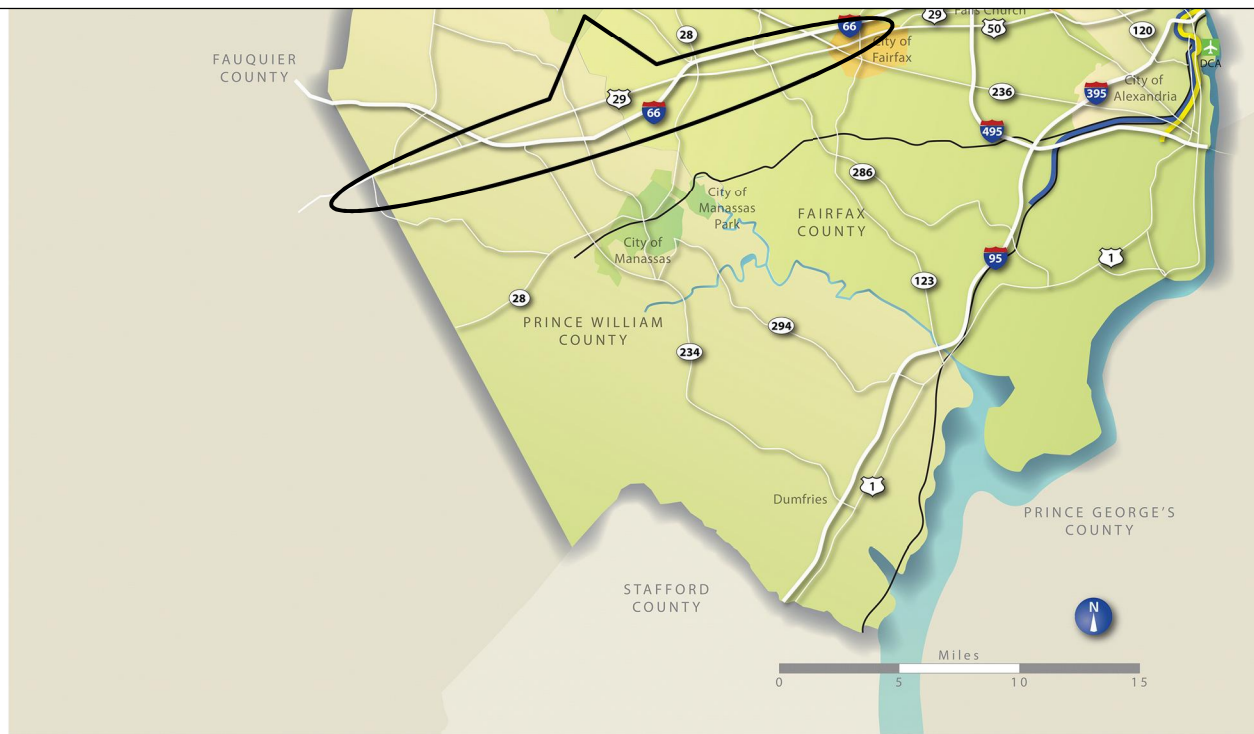 29
Falls Church
66
50
28
120
City of
Fairfax
DCA
FAUQUIER
COUNTY
29
236
395
City of
Alexandria
66
495
286
City of
Manassas
Park
FAIRFAX
COUNTY
City of
Manassas
95
1
123
28
PRINCE WILLIAM
COUNTY
294
234
1
Dumfries
PRINCE GEORGE'S
COUNTY
STAFFORD
COUNTY
N
Miles
0 5 10 15